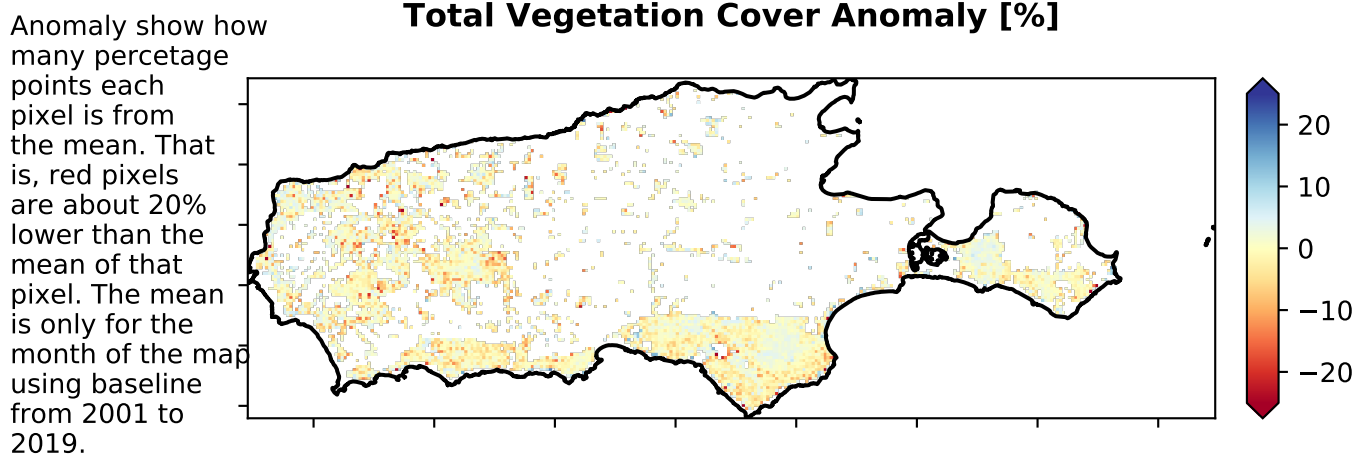 Total Vegetation Cover Anomaly [%]
Anomaly show how
many percetage
points each
pixel is from
the mean. That
is, red pixels
are about 20%
lower than the
mean of that
pixel. The mean
is only for the
month of the map
using baseline
from 2001 to
2019.
20
10
0
−10
−20